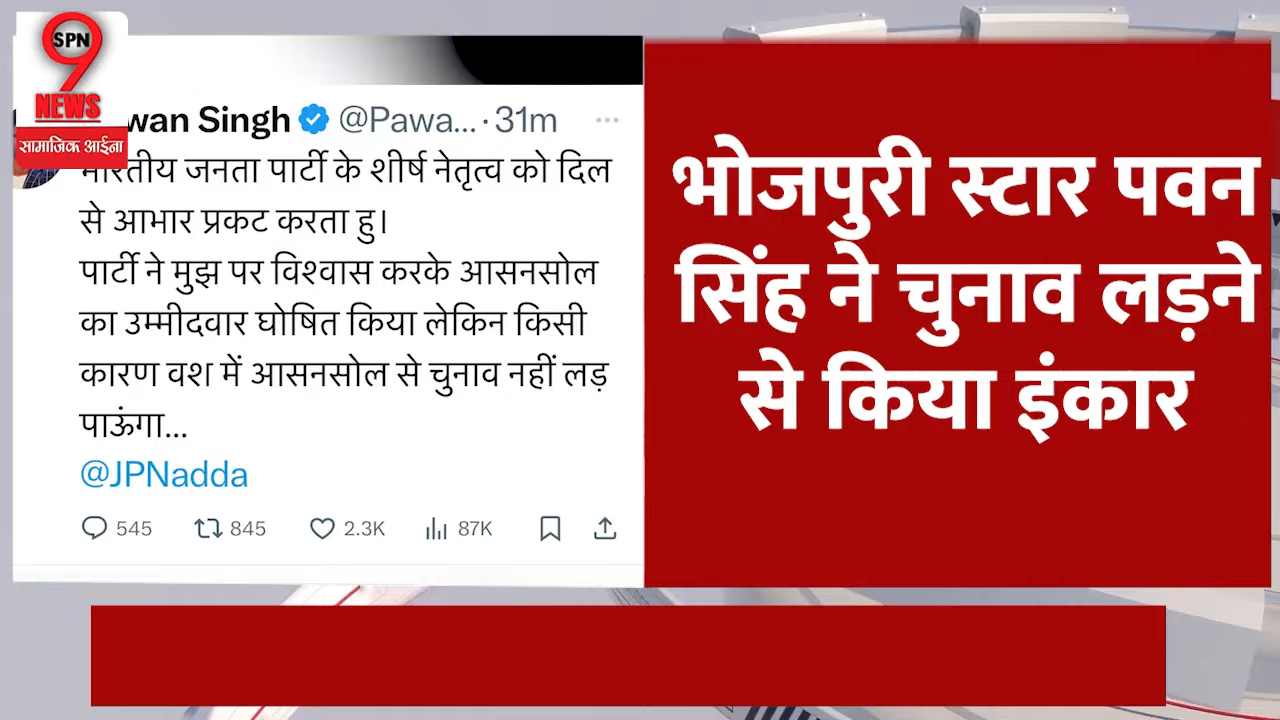 SPN
9
NEWS
सामाजिक आईना
wan Singh @Pawa... · 31m
भारतीय जनता पार्टी के शीर्ष नेतृत्व को दिल
से आभार प्रकट करता हु।
पार्टी ने मुझ पर विश्वास करके आसनसोल
का उम्मीदवार घोषित किया लेकिन किसी
कारण वश में आसनसोल से चुनाव नहीं लड़
पाऊंगा...
@JPNadda
545 845 2.3K 87K
भोजपुरी स्टार पवन
सिंह ने चुनाव लड़ने
से किया इंकार